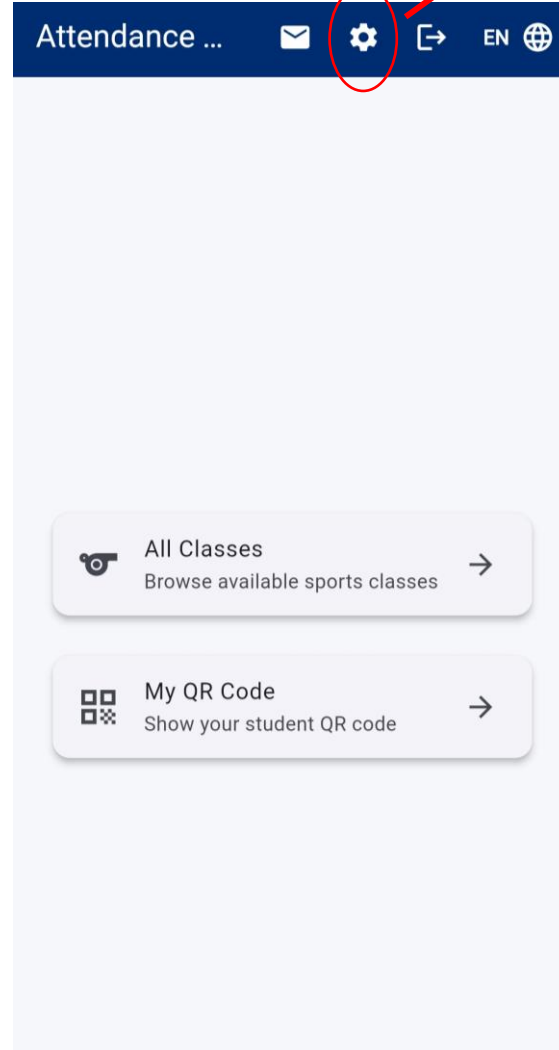 Attendance ... EN
All Classes
Browse available sports classes
My QR Code
Show your student QR code